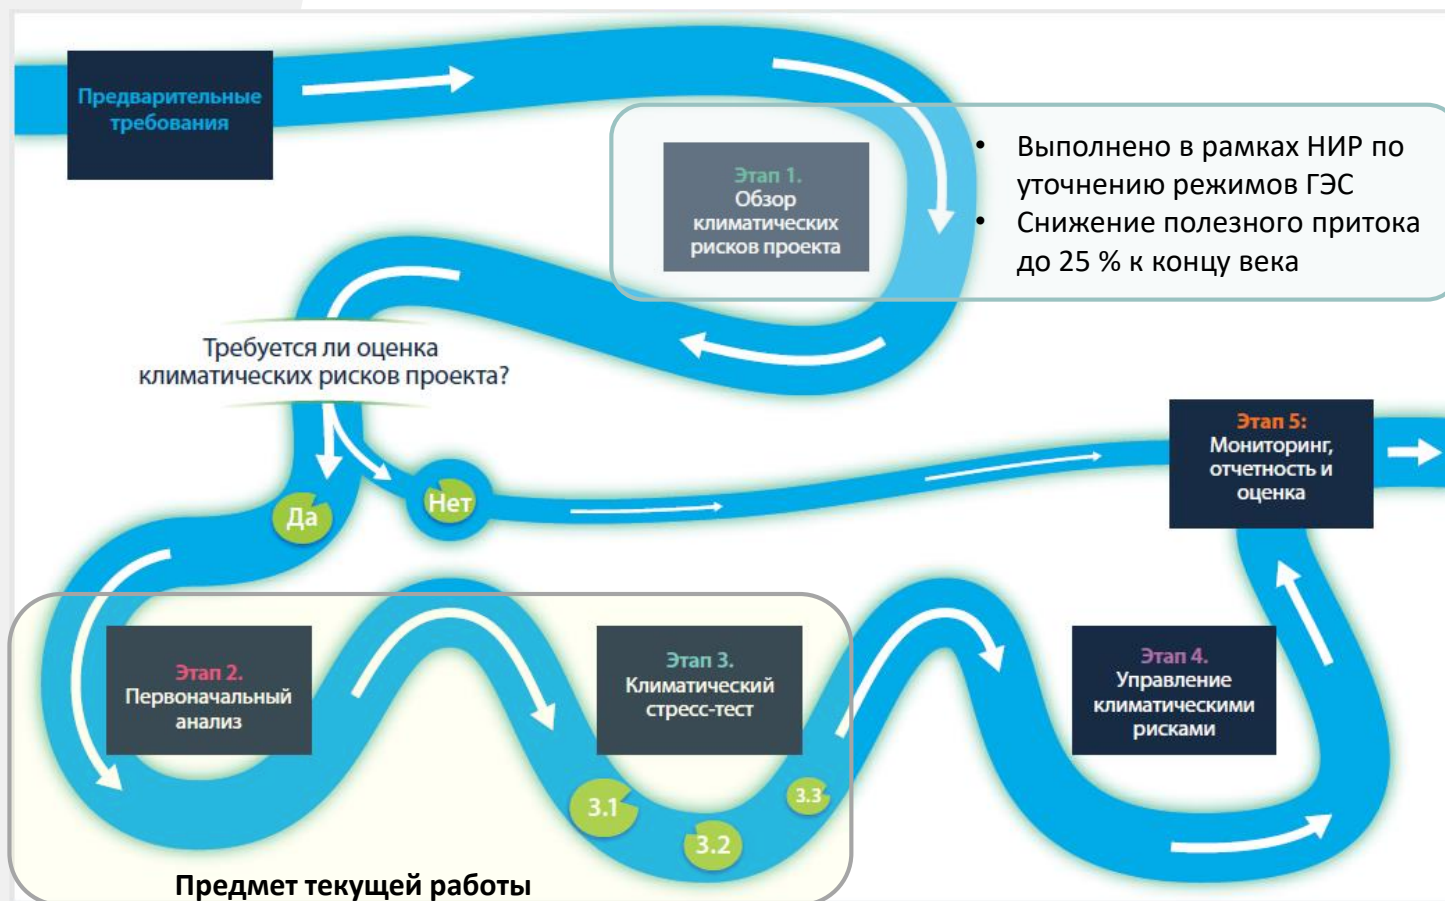 Предварительные
требования
Этап 1.
Обзор
климатических
рисков проекта
• Выполнено в рамках НИР по
уточнению режимов ГЭС
• Снижение полезного притока
до 25 % к концу века
Требуется ли оценка
климатических рисков проекта?
Да
Нет
Этап 5:
Мониторинг,
отчетность и
оценка
Этап 2.
Первоначальный
анализ
Этап 3.
Климатический
стресс-тест
3.1
3.2
3.3
Этап 4.
Управление
климатическими
рисками
Предмет текущей работы